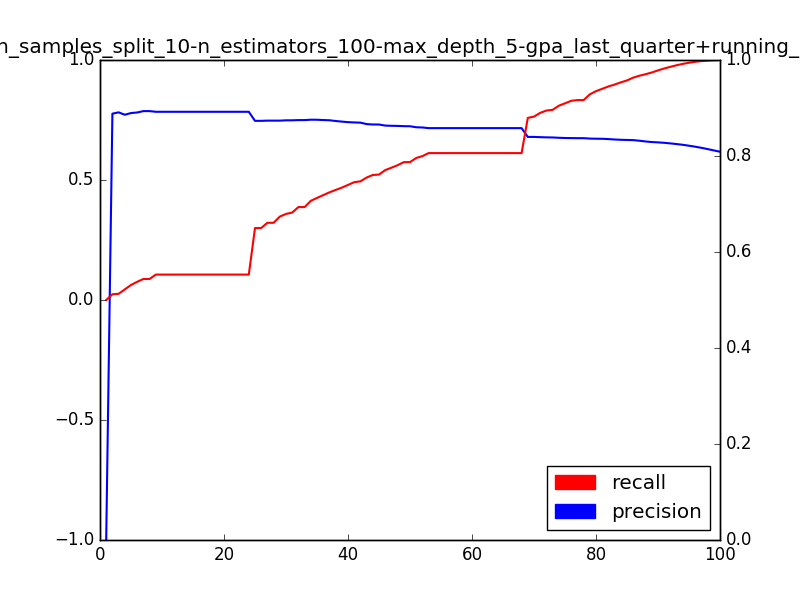 n_samples_split_10-n_estimators_100-max_depth_5-gpa_last_quarter+running_
1.0
0.5
0.0
−0.5
−1.0
1.0
0.8
0.6
0.4
0.2
0.0
recall
precision
0 20 40 60 80 100